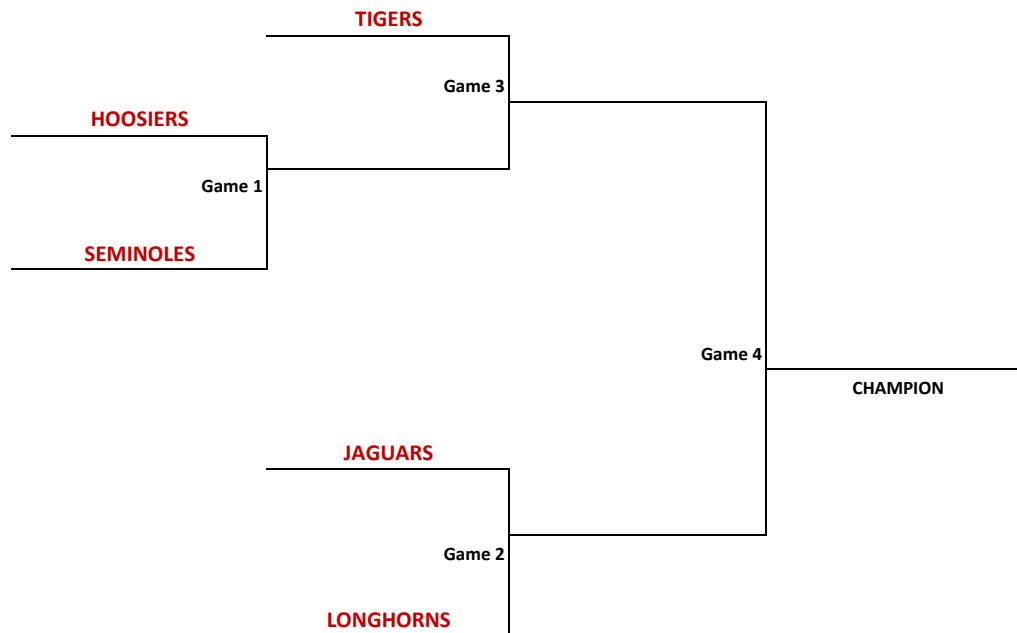 TIGERS
Game 3
HOOSIERS
Game 1
SEMINOLES
Game 4
CHAMPION
JAGUARS
Game 2
LONGHORNS